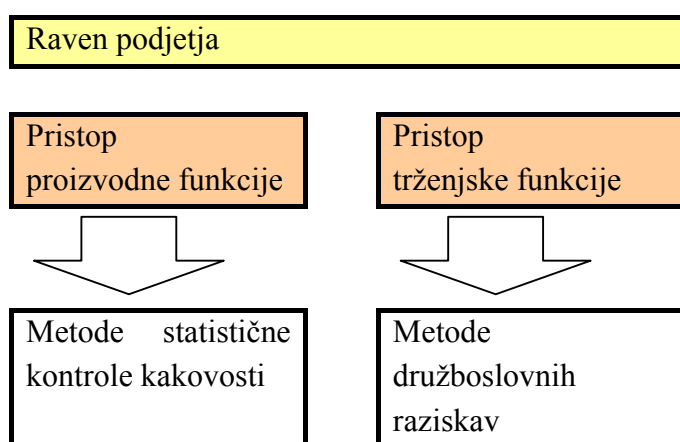 Raven podjetja
Pristop
proizvodne funkcije
Pristop
trženjske funkcije
Metode statistične
kontrole kakovosti
Metode
družboslovnih
raziskav